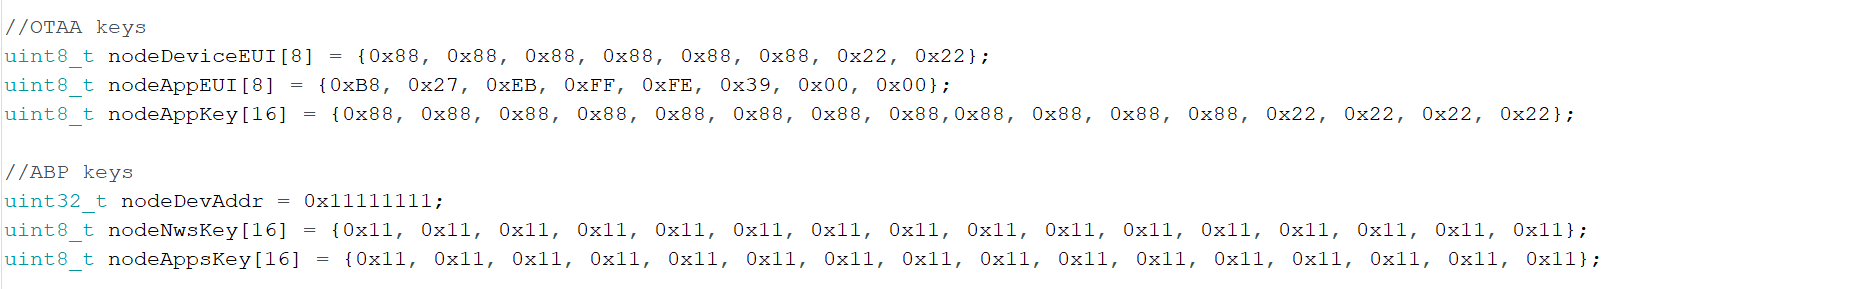 //OTAA keys
uint8_t nodeDeviceEUI[8] = {0x88, 0x88, 0x88, 0x88, 0x88, 0x88, 0x22, 0x22};
uint8_t nodeAppEUI[8] = {0xB8, 0x27, 0xEB, 0xFF, 0xFE, 0x39, 0x00, 0x00};
uint8_t nodeAppKey[16] = {0x88, 0x88, 0x88, 0x88, 0x88, 0x88, 0x88, 0x88,0x88, 0x88, 0x88, 0x88, 0x22, 0x22, 0x22, 0x22};
//ABP keys
uint32_t nodeDevAddr = 0x11111111;
uint8_t nodeNwsKey[16] = {0x11, 0x11, 0x11, 0x11, 0x11, 0x11, 0x11, 0x11, 0x11, 0x11, 0x11, 0x11, 0x11, 0x11, 0x11, 0x11};
uint8_t nodeAppsKey[16] = {0x11, 0x11, 0x11, 0x11, 0x11, 0x11, 0x11, 0x11, 0x11, 0x11, 0x11, 0x11, 0x11, 0x11, 0x11, 0x11};